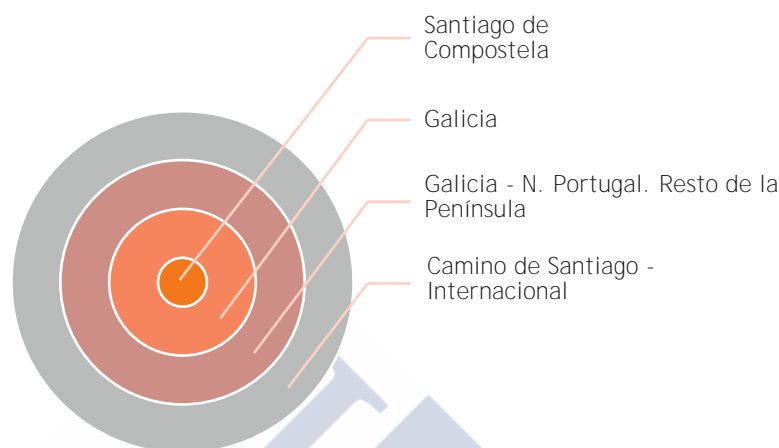 Santiago de
Compostela
Galicia
Galicia - N. Portugal. Resto de la
Península
Camino de Santiago -
Internacional